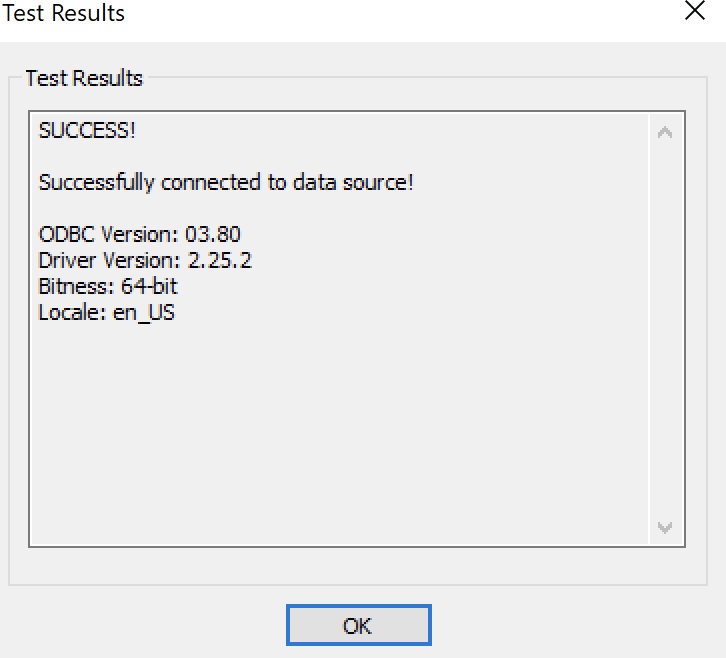 Test Results
Test Results
SUCCESS!
Successfully connected to data source!
ODBC Version: 03.80
Driver Version: 2.25.2
Bitness: 64-bit
Locale: en_US
OK